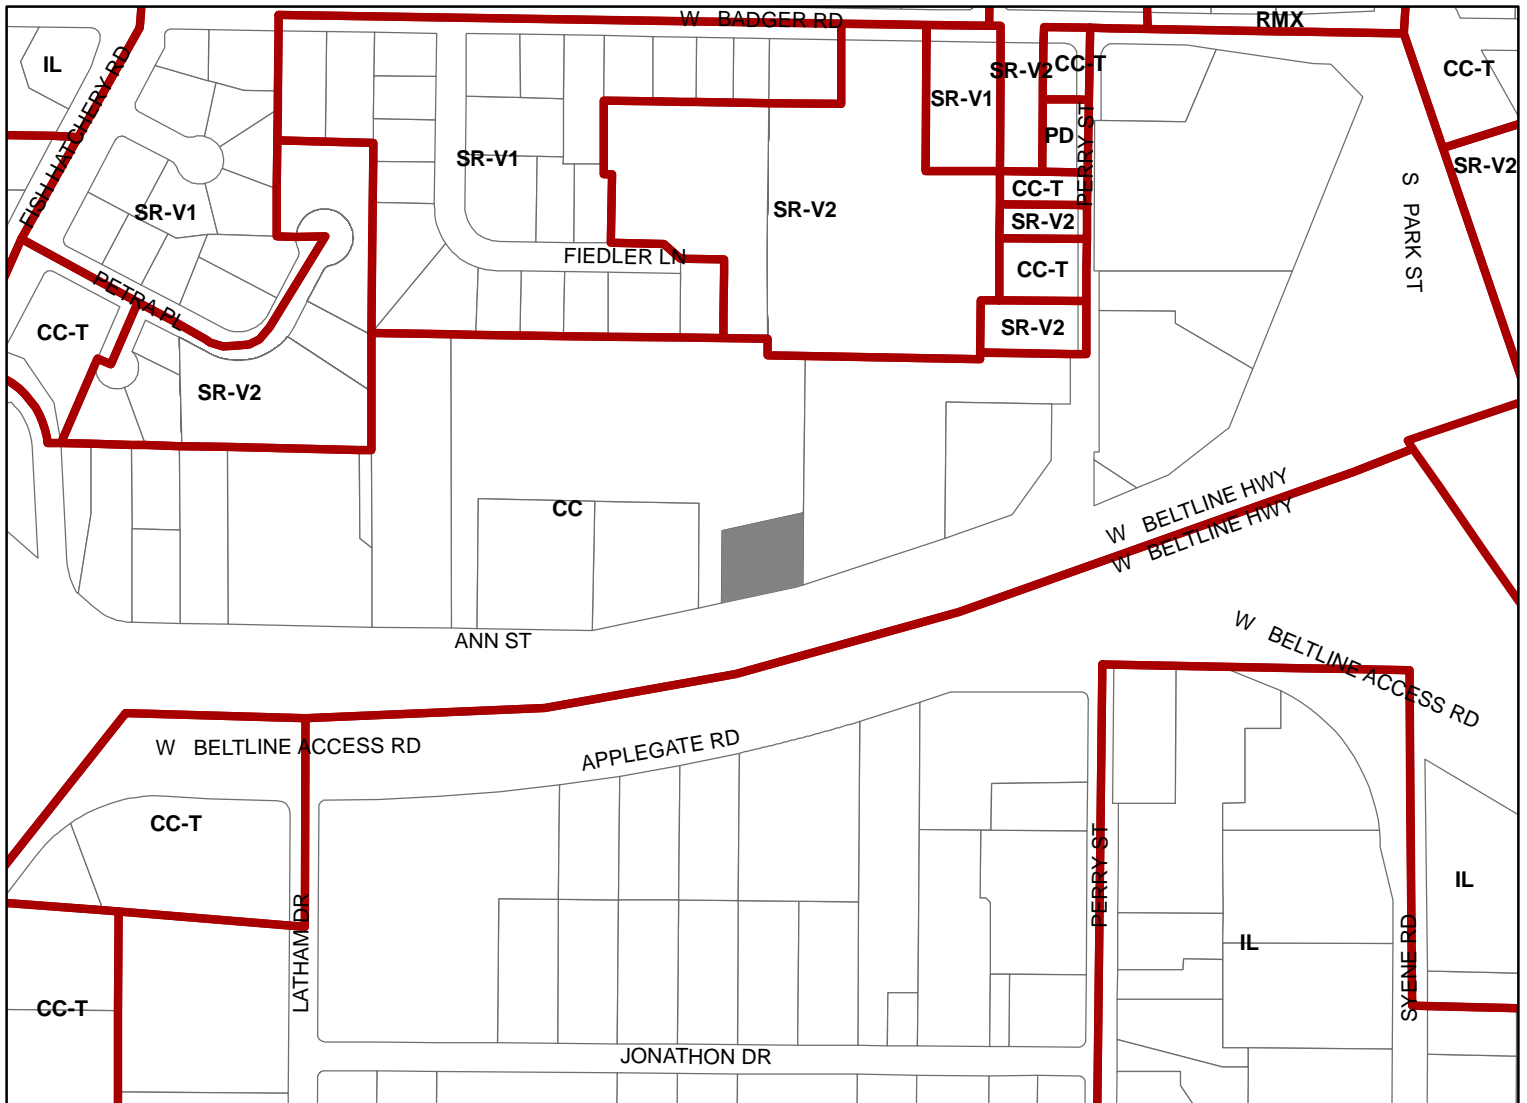 W BADGER RD
RMX
IL
FISH HATCHERY RD
SR-V2
CC-T
CC-T
SR-V1
PD
PERRY ST
SR-V1
SR-V2
S PARK ST
CC-T
SR-V1
SR-V2
SR-V2
FIEDLER LN
CC-T
PETRA PL
CC-T
SR-V2
SR-V2
CC
W BELTLINE HWY
W BELTLINE HWY
ANN ST
W BELTLINE ACCESS RD
W BELTLINE ACCESS RD
APPLEGATE RD
CC-T
PERRY ST
IL
LATHAM DR
IL
SYENE RD
CC-T
JONATHON DR